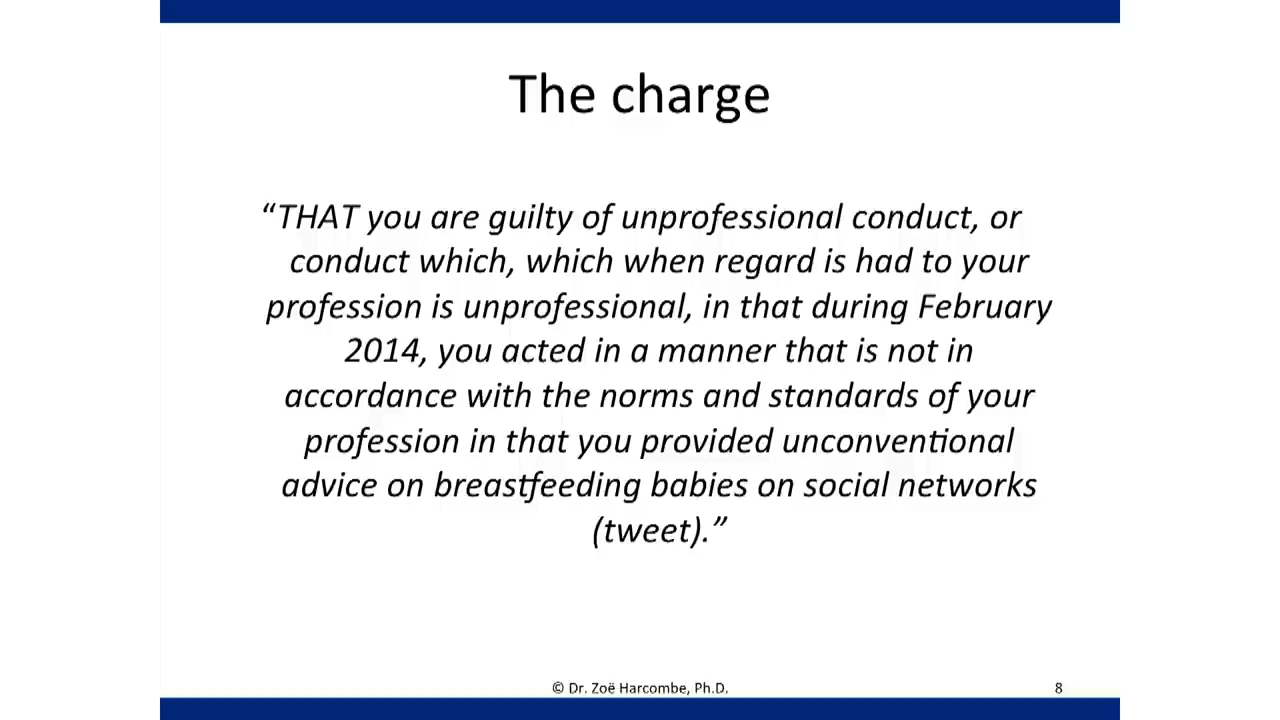 The charge
“THAT you are guilty of unprofessional conduct, or
conduct which, which when regard is had to your
profession is unprofessional, in that during February
2014, you acted in a manner that is not in
accordance with the norms and standards of your
profession in that you provided unconventional
advice on breastfeeding babies on social networks
(tweet).”
© Dr. Zoë Harcombe, Ph.D.
8